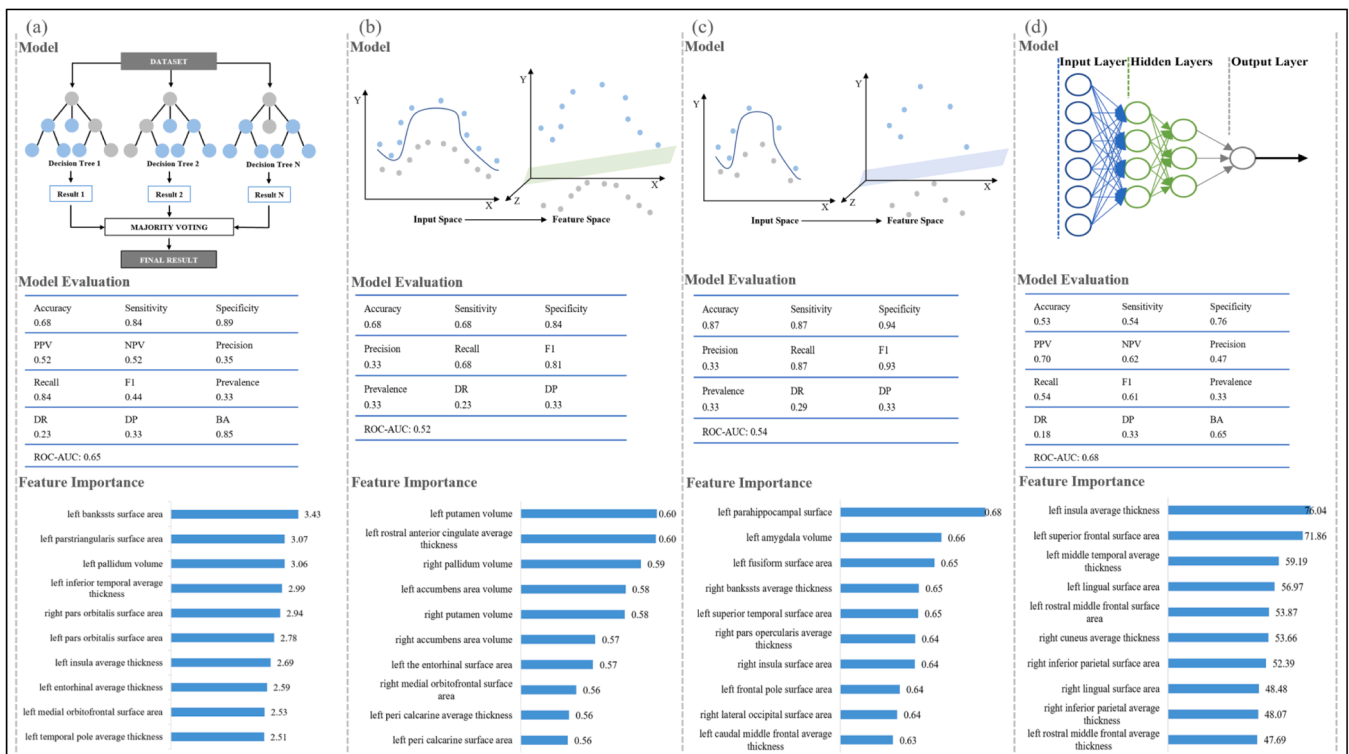 (a)
Model
DATASET
Decision Tree 1
Decision Tree 2
Decision Tree N
Result 1
Result 2
Result N
MAJORITY VOTING
FINAL RESULT
Model Evaluation
Accuracy Sensitivity Specificity
0.68 0.84 0.89
PPV NPV Precision
0.52 0.52 0.35
Recall F1 Prevalence
0.84 0.44 0.33
DR DP BA
0.23 0.33 0.85
ROC-AUC: 0.65
Feature Importance
left bankssts surface area 3.43
left parstriangularis surface area 3.07
left pallidum volume 3.06
left inferior temporal average
thickness 2.99
right pars orbitalis surface area 2.94
left pars orbitalis surface area 2.78
left insula average thickness 2.69
left entorhinal average thickness 2.59
left medial orbitofrontal surface area 2.53
left temporal pole average thickness 2.51
(b)
Model
Y
X
Y
X
Z
Input Space
Feature Space
Model Evaluation
Accuracy Sensitivity Specificity
0.68 0.68 0.84
Precision Recall F1
0.33 0.68 0.81
Prevalence DR DP
0.33 0.23 0.33
ROC-AUC: 0.52
Feature Importance
left putamen volume 0.60
left rostral anterior cingulate average
thickness 0.60
right pallidum volume 0.59
left accumbens area volume 0.58
right putamen volume 0.58
right accumbens area volume 0.57
left the entorhinal surface area 0.57
right medial orbitofrontal surface
area 0.56
left peri calcarine average thickness 0.56
left peri calcarine surface area 0.56
(c)
Model
Y
X
Y
X
Z
Input Space
Feature Space
Model Evaluation
Accuracy Sensitivity Specificity
0.87 0.87 0.94
Precision Recall F1
0.33 0.87 0.93
Prevalence DR DP
0.33 0.29 0.33
ROC-AUC: 0.54
Feature Importance
left parahippocampal surface 0.68
left amygdala volume 0.66
left fusiform surface area 0.65
right bankssts average thickness 0.65
left superior temporal surface area 0.65
right pars opercularis average
thickness 0.64
right insula surface area 0.64
left frontal pole surface area 0.64
right lateral occipital surface area 0.64
left caudal middle frontal average
thickness 0.63
(d)
Model
Input Layer Hidden Layers Output Layer
Model Evaluation
Accuracy Sensitivity Specificity
0.53 0.54 0.76
PPV NPV Precision
0.70 0.62 0.47
Recall F1 Prevalence
0.54 0.61 0.33
DR DP BA
0.18 0.33 0.65
ROC-AUC: 0.68
Feature Importance
left insula average thickness 76.04
left superior frontal surface area 71.86
left middle temporal average
thickness 59.19
left lingual surface area 56.97
left rostral middle frontal surface
area 53.87
right cuneus average thickness 53.66
right inferior parietal surface area 52.39
right lingual surface area 48.48
right inferior parietal average
thickness 48.07
left rostral middle frontal average
thickness 47.69